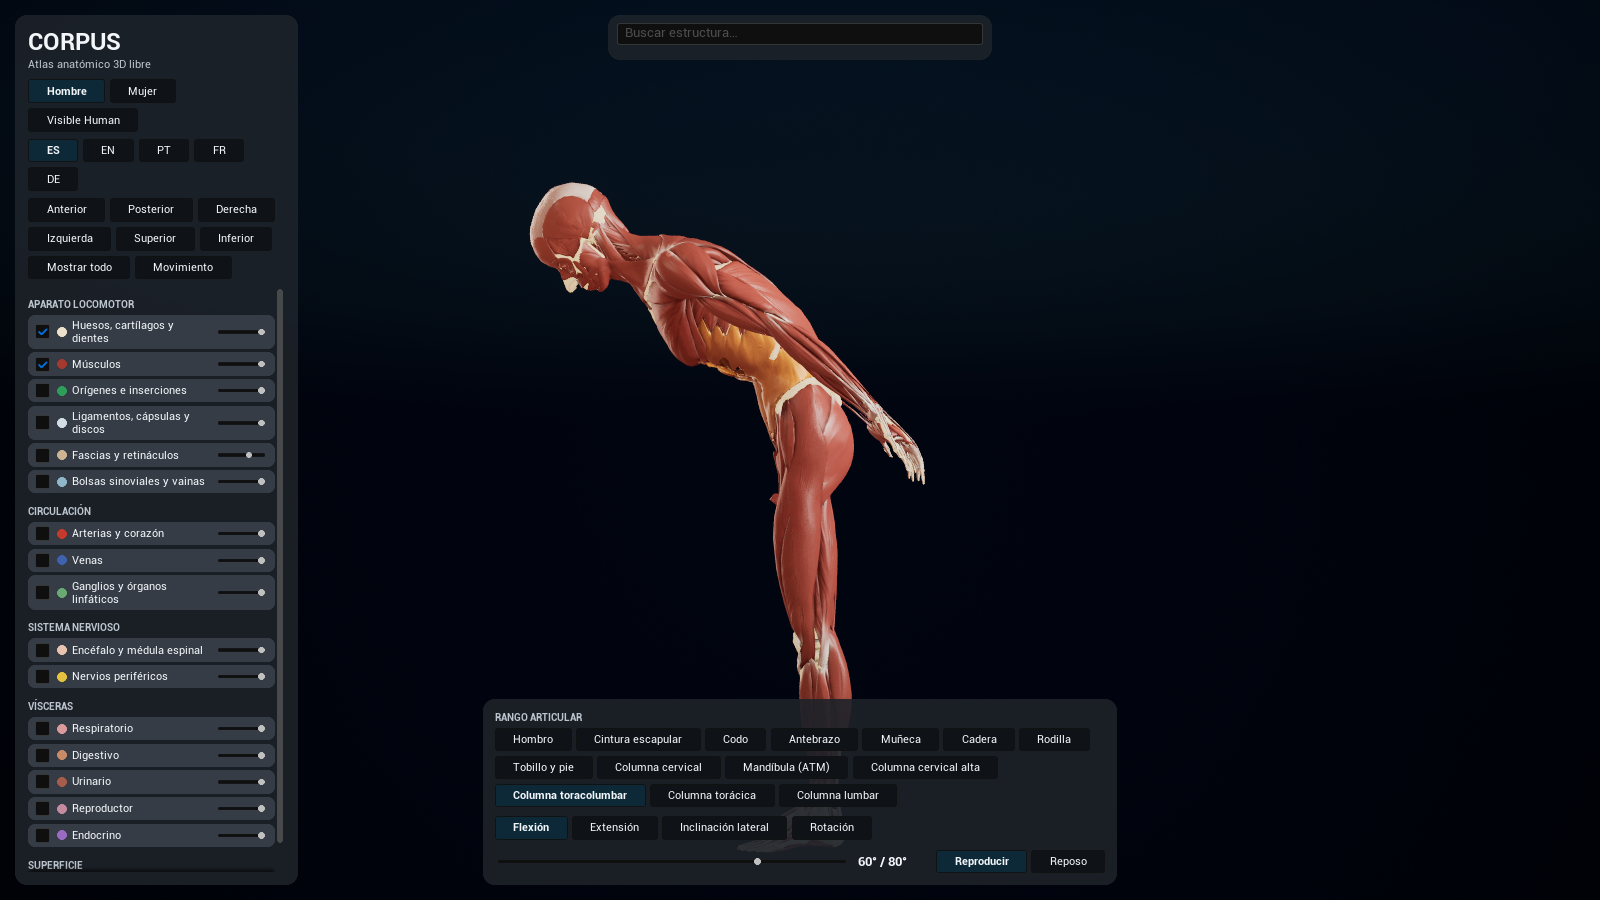 CORPUS
Atlas anatómico 3D libre
Hombre Mujer
Visible Human
ES EN PT FR
DE
Anterior Posterior Derecha
Izquierda Superior Inferior
Mostrar todo Movimiento
APARATO LOCOMOTOR
Huesos, cartílagos y
dientes
Músculos
Orígenes e inserciones
Ligamentos, cápsulas y
discos
Fascias y retináculos
Bolsas sinoviales y vainas
CIRCULACIÓN
Arterias y corazón
Venas
Ganglios y órganos
linfáticos
SISTEMA NERVIOSO
Encéfalo y médula espinal
Nervios periféricos
VÍSCERAS
Respiratorio
Digestivo
Urinario
Reproductor
Endocrino
SUPERFICIE
Buscar estructura...
RANGO ARTICULAR
Hombro Cintura escapular Codo Antebrazo Muñeca Cadera Rodilla
Tobillo y pie Columna cervical Mandíbula (ATM) Columna cervical alta
Columna toracolumbar Columna torácica Columna lumbar
Flexión Extensión Inclinación lateral Rotación
60° / 80° Reproducir Reposo